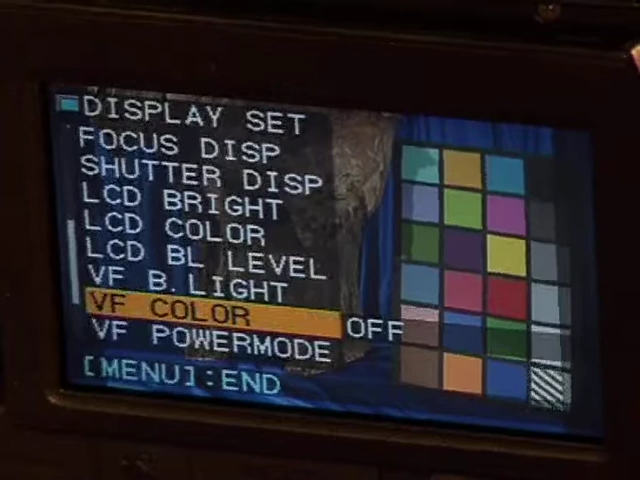 DISPLAY SET
FOCUS DISP
SHUTTER DISP
LCD BRIGHT
LCD COLOR
LCD BL LEVEL
VF B.LIGHT
VF COLOR OFF
VF POWERMODE
[MENU]:END